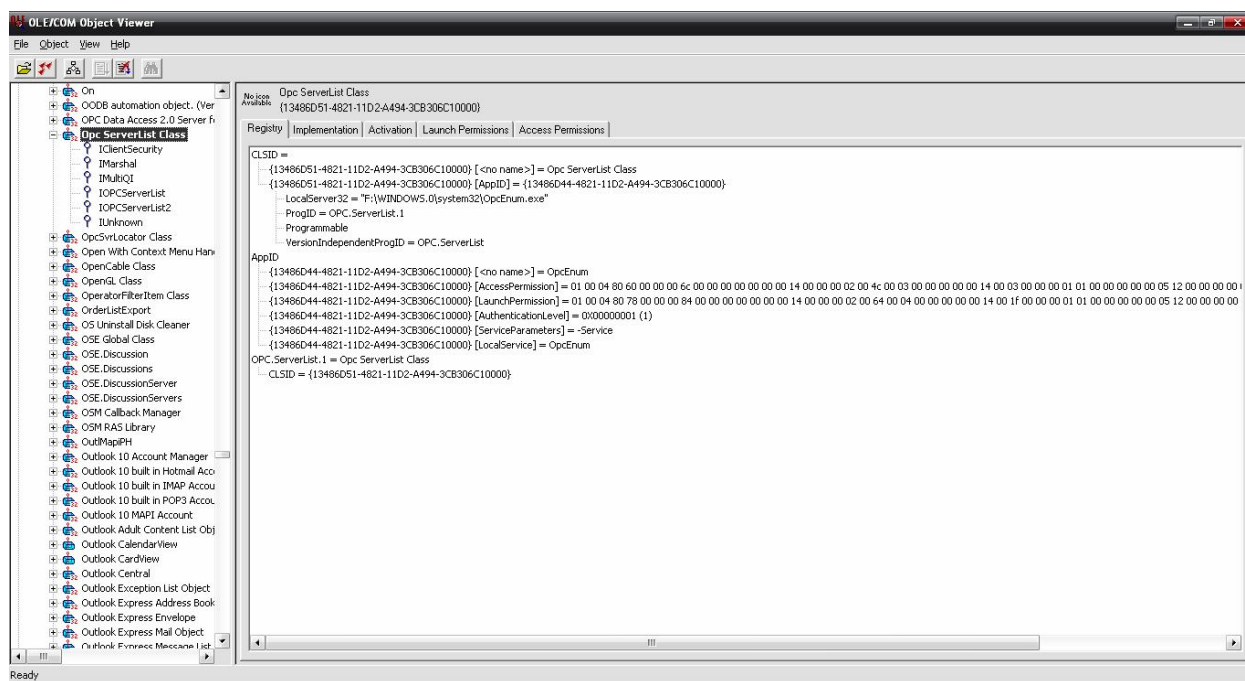 OLE/COM Object Viewer
File Object View Help
On
OODB automation object. (Ver
OPC Data Access 2.0 Server f
Opc ServerList Class
IClientSecurity
IMarshal
IMultiQI
IOPCServerList
IOPCServerList2
IUnknown
OpcSvrLocator Class
Open With Context Menu Han
OpenCable Class
OpenGL Class
OperatorFilterItem Class
OrderListExport
OS Uninstall Disk Cleaner
OSE Global Class
OSE.Discussion
OSE.Discussions
OSE.DiscussionServer
OSE.DiscussionServers
OSM Callback Manager
OSM RAS Library
OutlMapiPH
Outlook 10 Account Manager
Outlook 10 built in Hotmail Acco
Outlook 10 built in IMAP Accou
Outlook 10 built in POP3 Accou
Outlook 10 MAPI Account
Outlook Adult Content List Obj
Outlook CalendarView
Outlook CardView
Outlook Central
Outlook Exception List Object
Outlook Express Address Book
Outlook Express Envelope
Outlook Express Mail Object
Outlook Express Message List
No icon Available
Opc ServerList Class
{13486D51-4821-11D2-A494-3CB306C10000}
Registry Implementation Activation Launch Permissions Access Permissions
CLSID =
{13486D51-4821-11D2-A494-3CB306C10000} [<no name>] = Opc ServerList Class
{13486D51-4821-11D2-A494-3CB306C10000} [AppID] = {13486D44-4821-11D2-A494-3CB306C10000}
LocalServer32 = "F:\WINDOWS.0\system32\OpcEnum.exe"
ProgID = OPC.ServerList.1
Programmable
VersionIndependentProgID = OPC.ServerList
AppID
{13486D44-4821-11D2-A494-3CB306C10000} [<no name>] = OpcEnum
{13486D44-4821-11D2-A494-3CB306C10000} [AccessPermission] = 01 00 04 80 60 00 00 00 6c 00 00 00 00 00 00 00 14 00 00 00 02 00 4c 00 03 00 00 00 00 00 14 00 03 00 00 00 01 01 00 00 00 00 00 05 12 00 00 00
{13486D44-4821-11D2-A494-3CB306C10000} [LaunchPermission] = 01 00 04 80 78 00 00 00 84 00 00 00 00 00 00 00 14 00 00 00 02 00 64 00 04 00 00 00 00 00 14 00 1f 00 00 00 01 01 00 00 00 00 00 05 12 00 00 00 00
{13486D44-4821-11D2-A494-3CB306C10000} [AuthenticationLevel] = 0X00000001 (1)
{13486D44-4821-11D2-A494-3CB306C10000} [ServiceParameters] = -Service
{13486D44-4821-11D2-A494-3CB306C10000} [LocalService] = OpcEnum
OPC.ServerList.1 = Opc ServerList Class
CLSID = {13486D51-4821-11D2-A494-3CB306C10000}
Ready